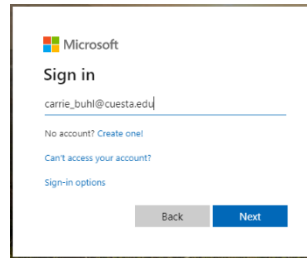 Microsoft
Sign in
carrie_buhl@cuesta.edu
No account? Create one!
Can't access your account?
Sign-in options
Back Next